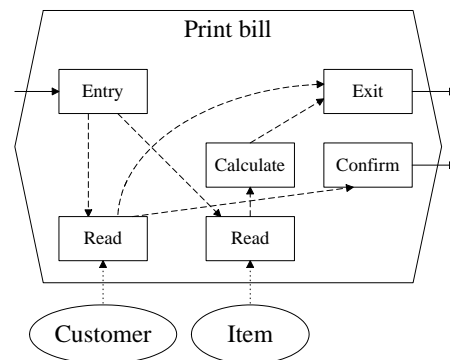 Print bill
Entry
Exit
Calculate
Confirm
Read
Read
Customer
Item